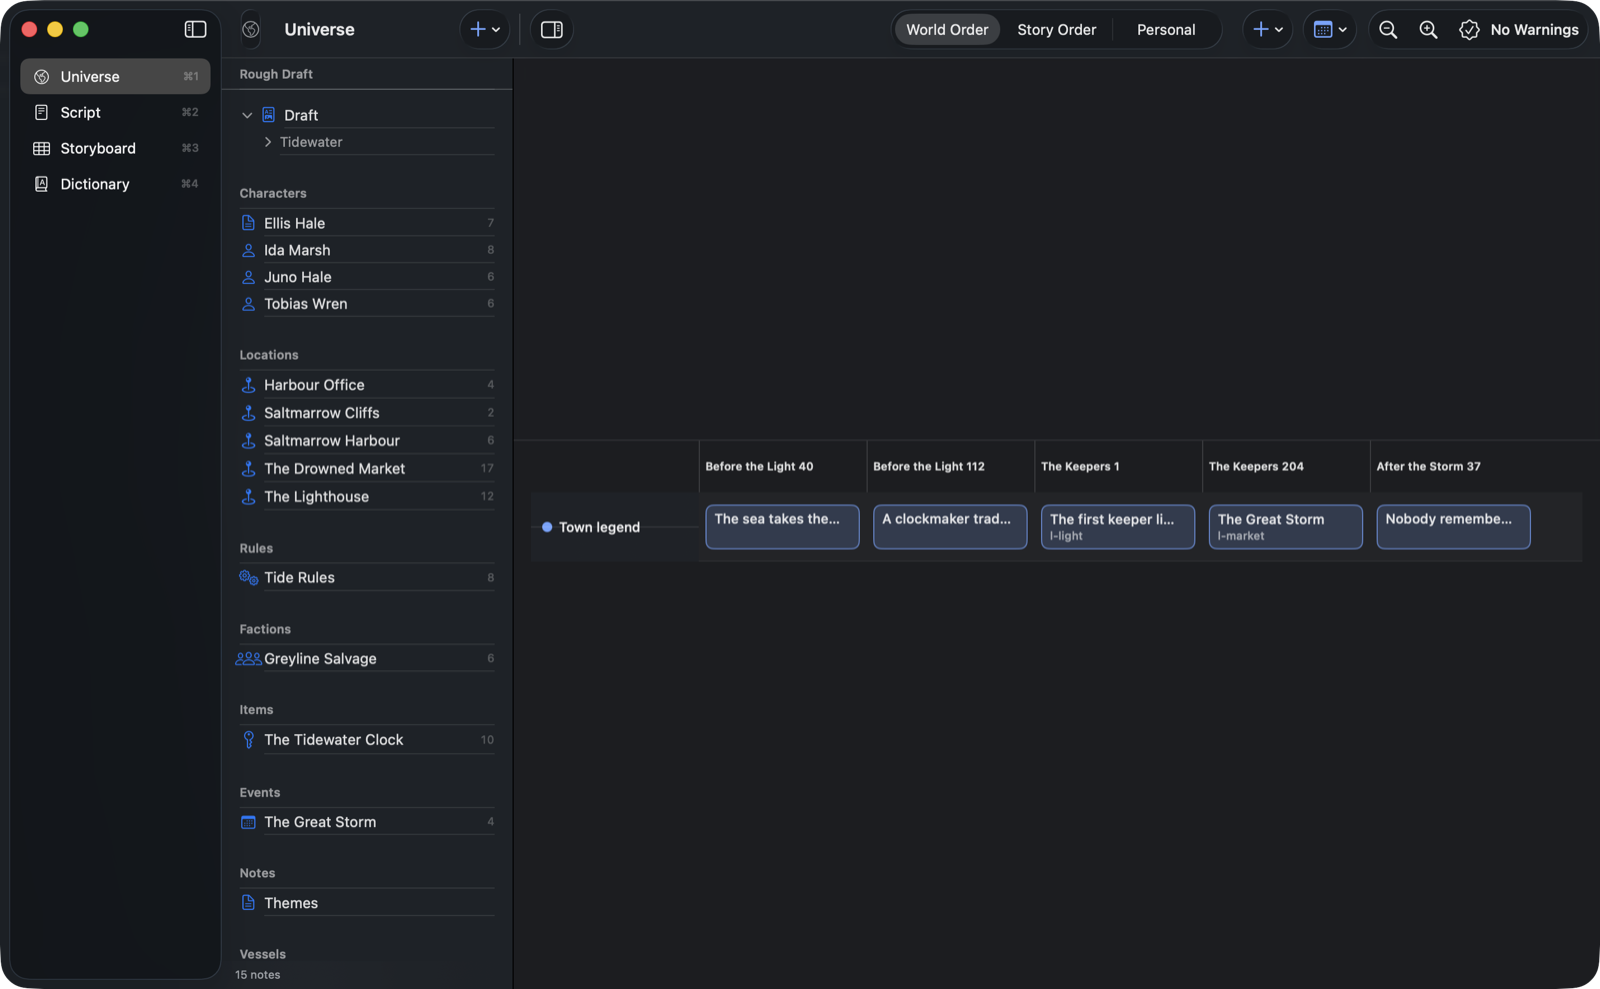 Universe ⌘1
Script ⌘2
Storyboard ⌘3
Dictionary ⌘4
Universe
World Order
Story Order
Personal
No Warnings
Rough Draft
Draft
Tidewater
Characters
Ellis Hale 7
Ida Marsh 8
Juno Hale 6
Tobias Wren 6
Locations
Harbour Office 4
Saltmarrow Cliffs 2
Saltmarrow Harbour 6
The Drowned Market 17
The Lighthouse 12
Rules
Tide Rules 8
Factions
Greyline Salvage 6
Items
The Tidewater Clock 10
Events
The Great Storm 4
Notes
Themes
Vessels
15 notes
Before the Light 40
Before the Light 112
The Keepers 1
The Keepers 204
After the Storm 37
Town legend
The sea takes the...
A clockmaker trad...
The first keeper li...
l-light
The Great Storm
l-market
Nobody remembe...